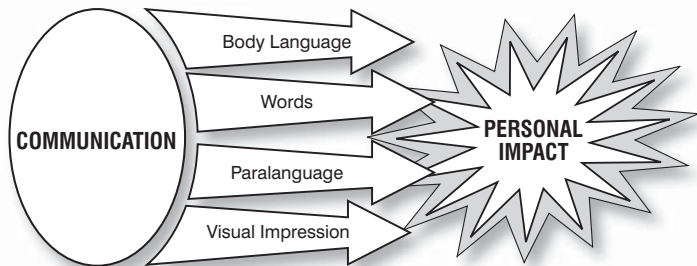 COMMUNICATION
Body Language
Words
Paralanguage
Visual Impression
PERSONAL
IMPACT